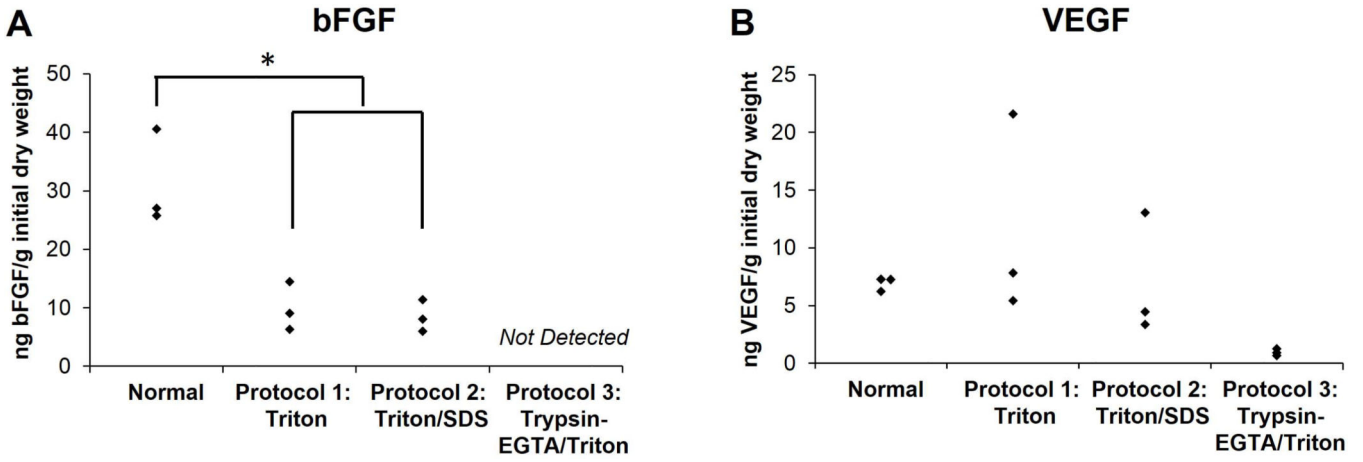 A
bFGF
*
ng bFGF/g initial dry weight
50
40
30
20
10
0
Not Detected
Normal
Protocol 1:
Triton
Protocol 2:
Triton/SDS
Protocol 3:
Trypsin-
EGTA/Triton
B
VEGF
ng VEGF/g initial dry weight
25
20
15
10
5
0
Normal
Protocol 1:
Triton
Protocol 2:
Triton/SDS
Protocol 3:
Trypsin-
EGTA/Triton